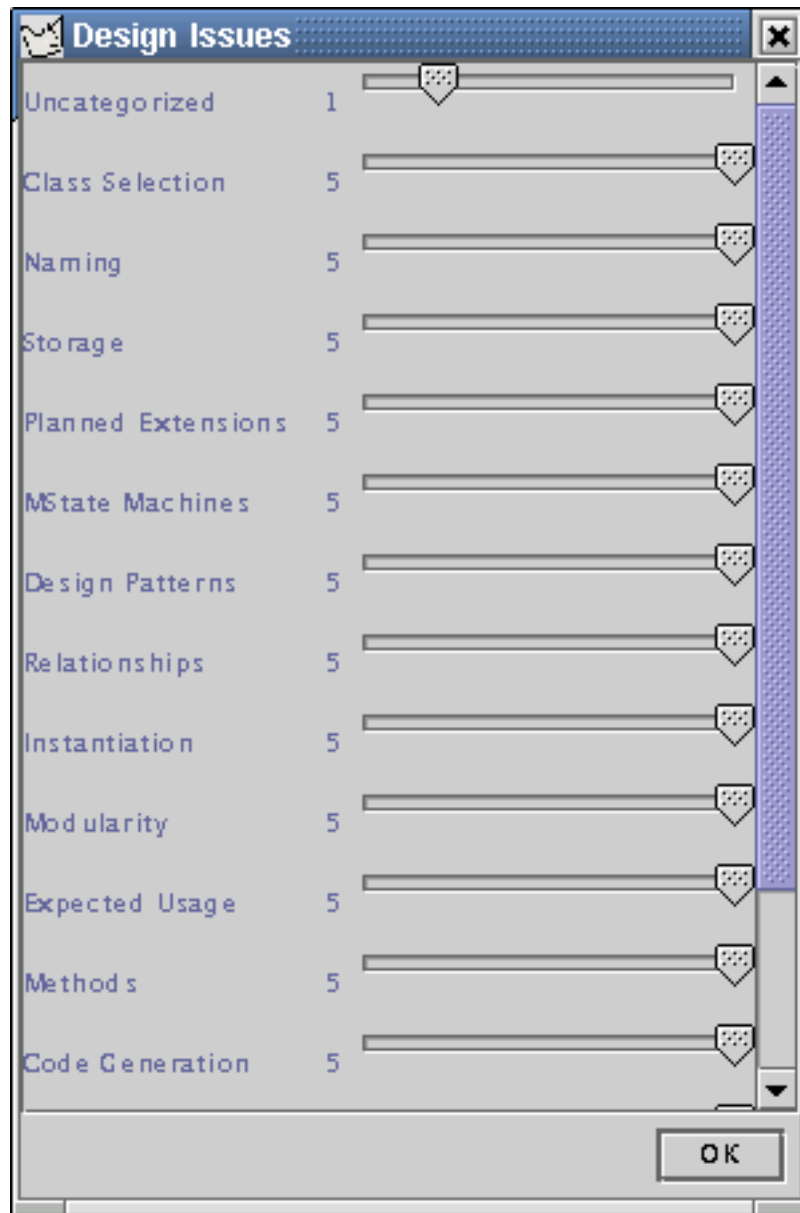 Design Issues
Uncategorized 1
Class Selection 5
Naming 5
Storage 5
Planned Extensions 5
MState Machines 5
Design Patterns 5
Relationships 5
Instantiation 5
Modularity 5
Expected Usage 5
Methods 5
Code Generation 5
OK